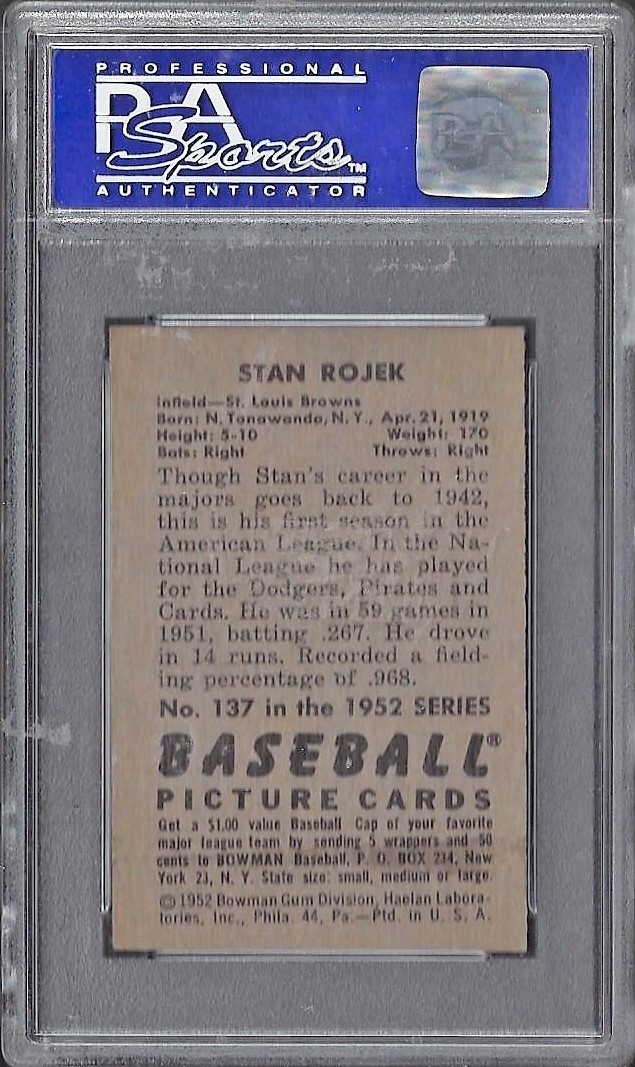 PROFESSIONAL
PSA
Sports™
AUTHENTICATOR
PSA
STAN ROJEK
Infield—St. Louis Browns
Born: N. Tonawanda, N. Y., Apr. 21, 1919
Height: 5-10 Weight: 170
Bats: Right Throws: Right
Though Stan's career in the
majors goes back to 1942,
this is his first season in the
American League. In the Na-
tional League he has played
for the Dodgers, Pirates and
Cards. He was in 59 games in
1951, batting .267. He drove
in 14 runs. Recorded a field-
ing percentage of .968.
No. 137 in the 1952 SERIES
BASEBALL®
PICTURE CARDS
Get a $1.00 value Baseball Cap of your favorite
major league team by sending 5 wrappers and 50
cents to BOWMAN Baseball, P. O. BOX 234, New
York 23, N. Y. State size: small, medium or large.
©1952 Bowman Gum Division, Haelan Labora-
tories, Inc., Phila. 44, Pa.—Ptd. in U. S. A.